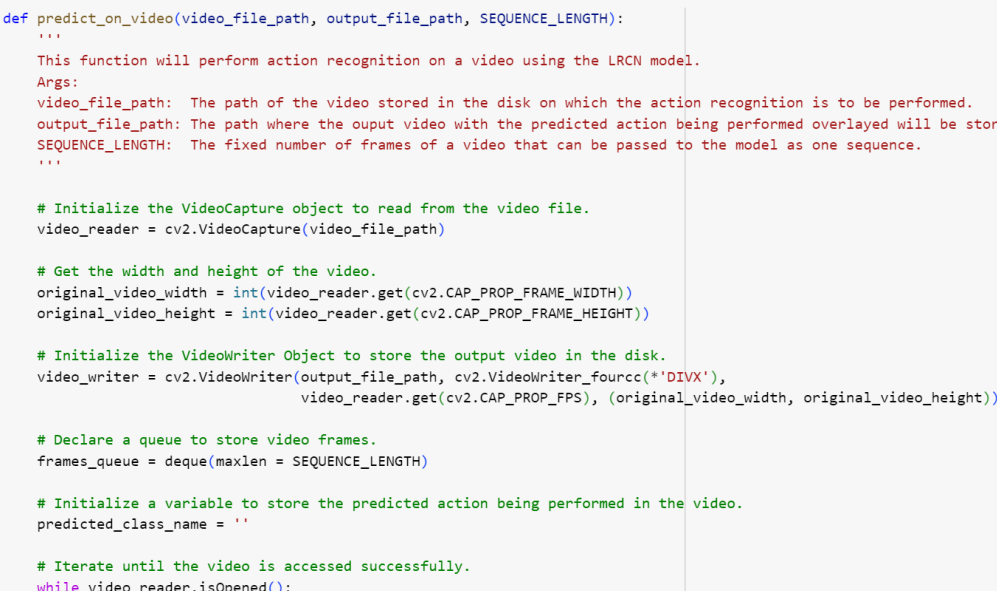 def predict_on_video(video_file_path, output_file_path, SEQUENCE_LENGTH):
    '''
    This function will perform action recognition on a video using the LRCN model.
    Args:
    video_file_path:  The path of the video stored in the disk on which the action recognition is to be performed.
    output_file_path: The path where the ouput video with the predicted action being performed overlayed will be stor
    SEQUENCE_LENGTH:  The fixed number of frames of a video that can be passed to the model as one sequence.
    '''

    # Initialize the VideoCapture object to read from the video file.
    video_reader = cv2.VideoCapture(video_file_path)

    # Get the width and height of the video.
    original_video_width = int(video_reader.get(cv2.CAP_PROP_FRAME_WIDTH))
    original_video_height = int(video_reader.get(cv2.CAP_PROP_FRAME_HEIGHT))

    # Initialize the VideoWriter Object to store the output video in the disk.
    video_writer = cv2.VideoWriter(output_file_path, cv2.VideoWriter_fourcc(*'DIVX'),
                                   video_reader.get(cv2.CAP_PROP_FPS), (original_video_width, original_video_height))

    # Declare a queue to store video frames.
    frames_queue = deque(maxlen = SEQUENCE_LENGTH)

    # Initialize a variable to store the predicted action being performed in the video.
    predicted_class_name = ''

    # Iterate until the video is accessed successfully.
    while video_reader.isOpened():